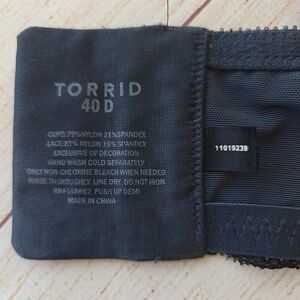 TORRID
40 D
CUPS:79%NYLON 21%SPANDEX
LACE:81% NYLON 19% SPANDEX
EXCLUSIVE OF DECORATION
HAND WASH COLD SEPARATELY
ONLY NON-CHLORINE BLEACH WHEN NEEDED
RINSE THOROUGHLY. LINE DRY. DO NOT IRON
PUSH UP DEMI
MADE IN CHINA
11019239